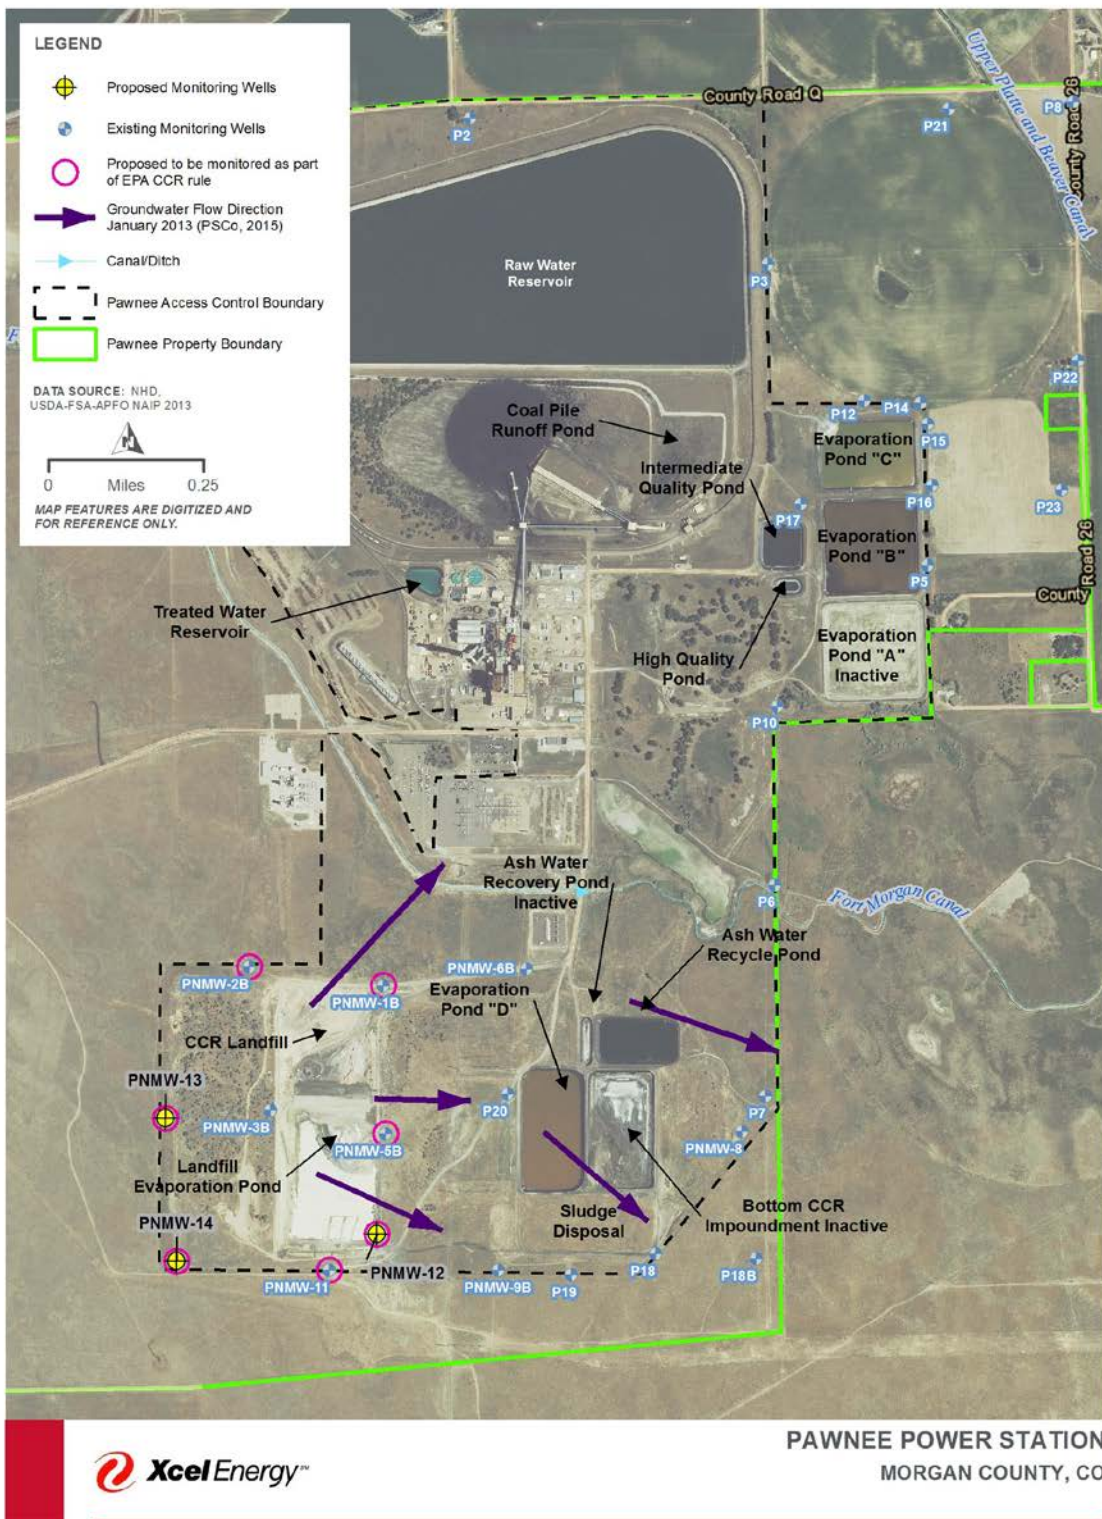 LEGEND
Proposed Monitoring Wells
Existing Monitoring Wells
Proposed to be monitored as part
of EPA CCR rule
Groundwater Flow Direction
January 2013 (PSCo, 2015)
Canal/Ditch
Pawnee Access Control Boundary
Pawnee Property Boundary
DATA SOURCE: NHD,
USDA-FSA-APFO NAIP 2013
N
0 Miles 0.25
MAP FEATURES ARE DIGITIZED AND
FOR REFERENCE ONLY.
County Road Q
Upper Platte and Beaver Canal
County Road 26
P2
P21
P8
Raw Water
Reservoir
P3
P22
Coal Pile
Runoff Pond
P12
P14
P15
Evaporation
Pond "C"
Intermediate
Quality Pond
P16
P23
P17
Evaporation
Pond "B"
P5
County Road 26
Treated Water
Reservoir
High Quality
Pond
Evaporation
Pond "A"
Inactive
P10
Ash Water
Recovery Pond
Inactive
P6
Fort Morgan Canal
Ash Water
Recycle Pond
PNMW-2B
PNMW-1B
PNMW-6B
Evaporation
Pond "D"
CCR Landfill
PNMW-13
PNMW-3B
P20
P7
PNMW-5B
PNMW-8
Landfill
Evaporation Pond
Sludge
Disposal
Bottom CCR
Impoundment Inactive
PNMW-14
PNMW-12
PNMW-11
PNMW-9B
P19
P18
P18B
Xcel Energy™
PAWNEE POWER STATION
MORGAN COUNTY, CO